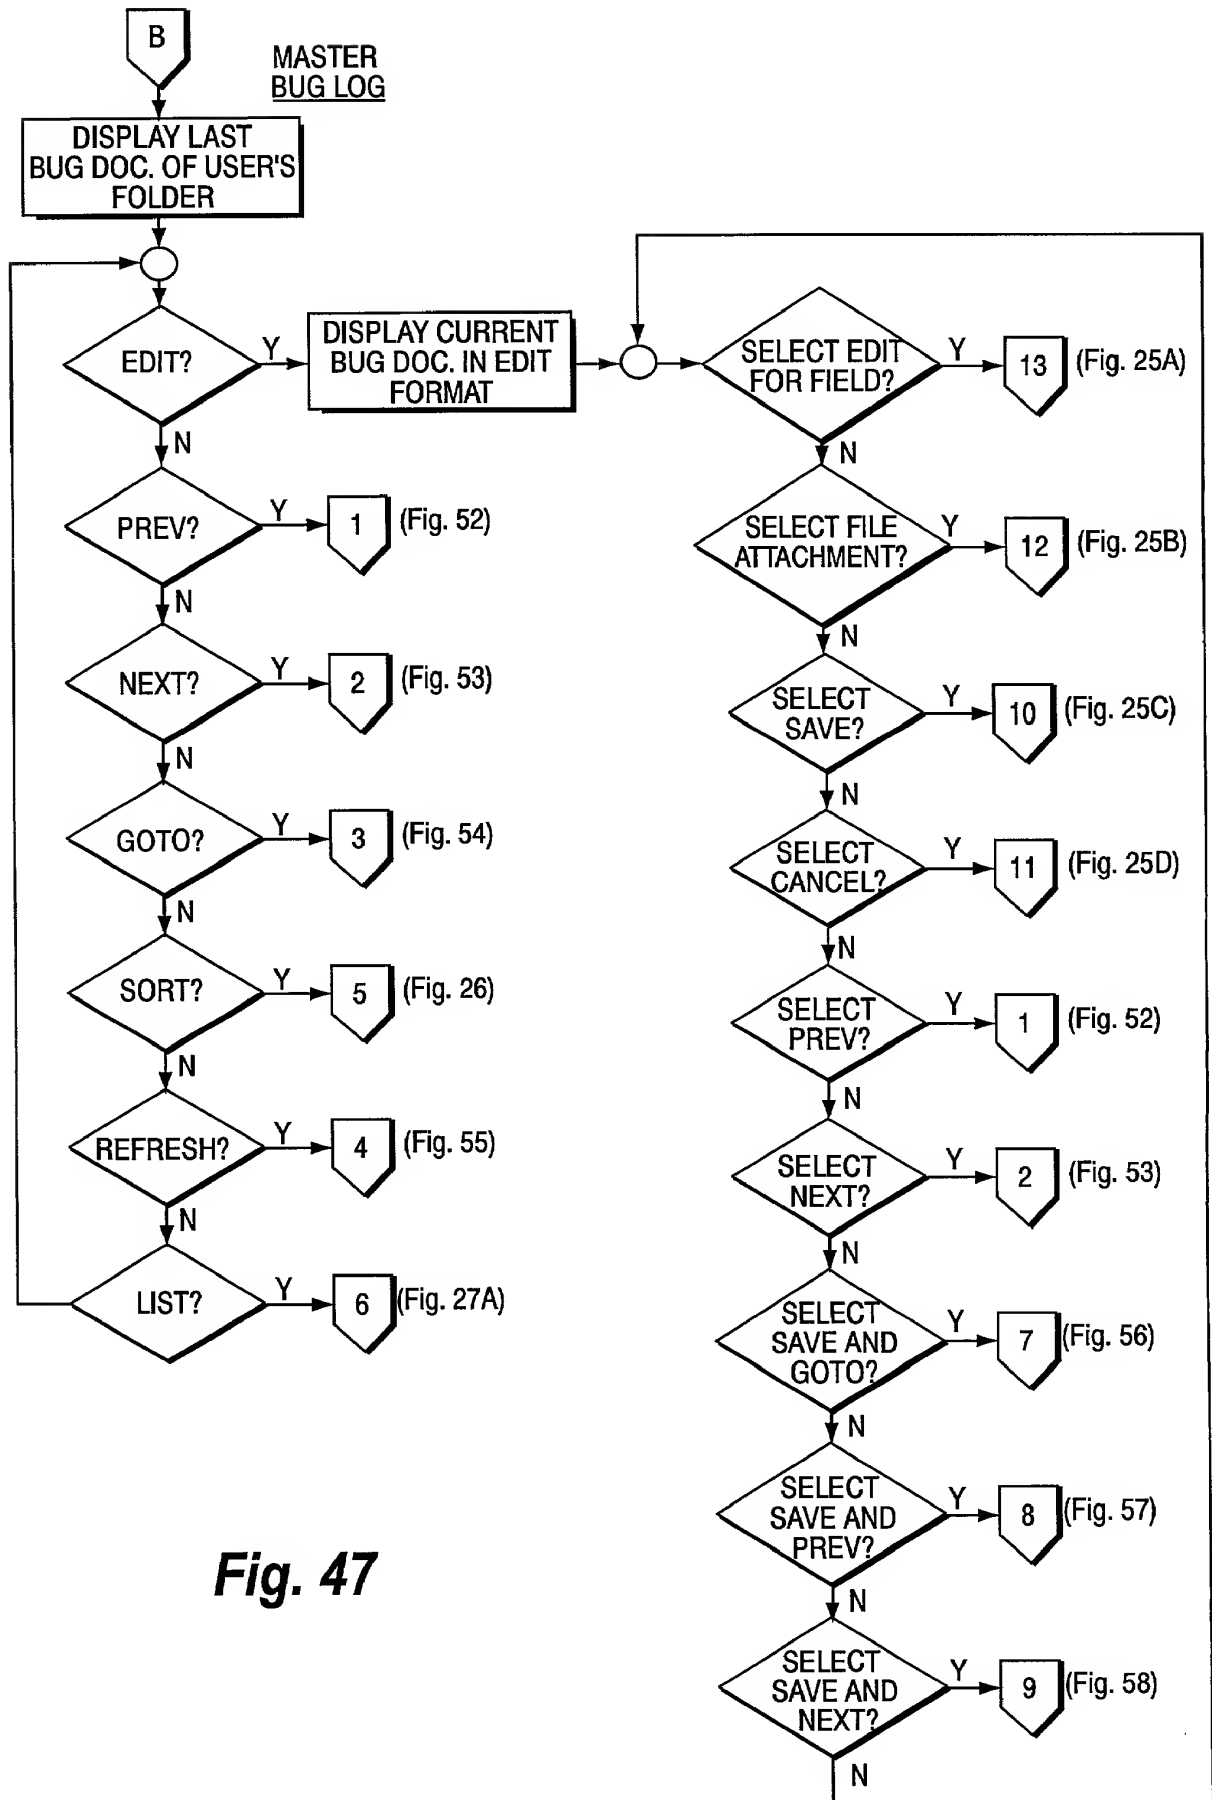 B
MASTER
BUG LOG
DISPLAY LAST
BUG DOC. OF USER'S
FOLDER
EDIT?
Y
N
DISPLAY CURRENT
BUG DOC. IN EDIT
FORMAT
PREV?
Y
1
(Fig. 52)
N
NEXT?
Y
2
(Fig. 53)
N
GOTO?
Y
3
(Fig. 54)
N
SORT?
Y
5
(Fig. 26)
N
REFRESH?
Y
4
(Fig. 55)
N
LIST?
Y
6
(Fig. 27A)
SELECT EDIT
FOR FIELD?
Y
13
(Fig. 25A)
N
SELECT FILE
ATTACHMENT?
Y
12
(Fig. 25B)
N
SELECT
SAVE?
Y
10
(Fig. 25C)
N
SELECT
CANCEL?
Y
11
(Fig. 25D)
N
SELECT
PREV?
Y
1
(Fig. 52)
N
SELECT
NEXT?
Y
2
(Fig. 53)
N
SELECT
SAVE AND
GOTO?
Y
7
(Fig. 56)
N
SELECT
SAVE AND
PREV?
Y
8
(Fig. 57)
N
SELECT
SAVE AND
NEXT?
Y
9
(Fig. 58)
N
Fig. 47